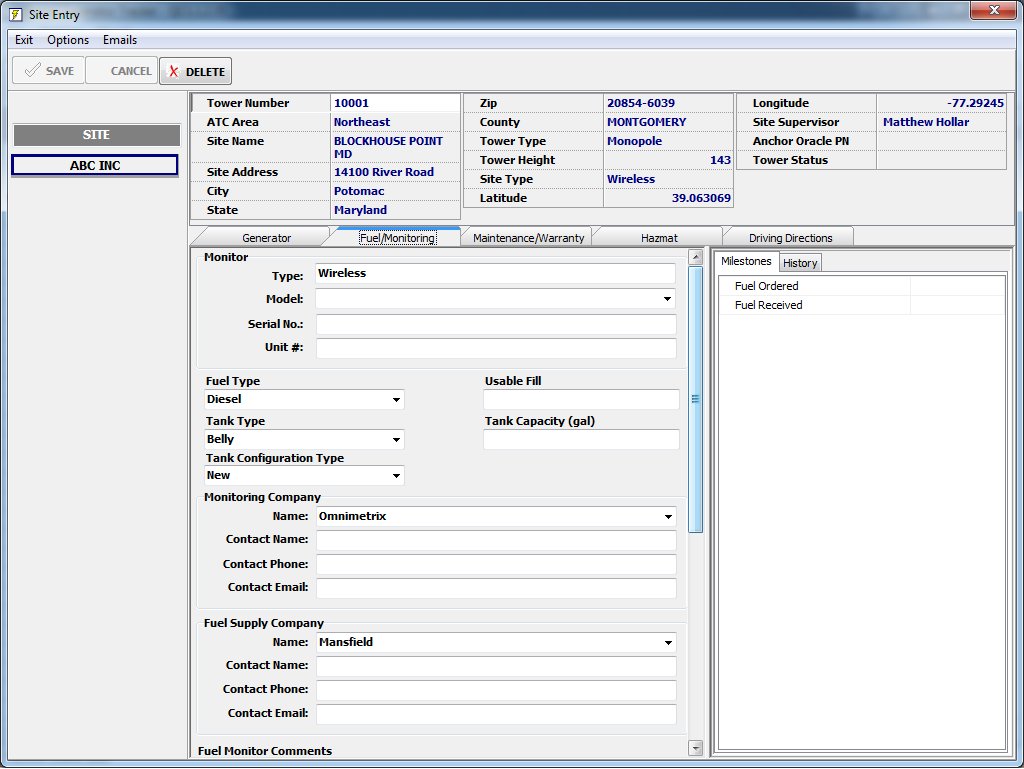 Site Entry
Exit Options Emails
SAVE CANCEL DELETE
SITE
ABC INC
Tower Number 10001
ATC Area Northeast
Site Name BLOCKHOUSE POINT
MD
Site Address 14100 River Road
City Potomac
State Maryland
Zip 20854-6039
County MONTGOMERY
Tower Type Monopole
Tower Height 143
Site Type Wireless
Latitude 39.063069
Longitude -77.29245
Site Supervisor Matthew Hollar
Anchor Oracle PN
Tower Status
Generator Fuel/Monitoring Maintenance/Warranty Hazmat Driving Directions
Monitor
Type: Wireless
Model:
Serial No.:
Unit #:
Fuel Type Usable Fill
Diesel
Tank Type Tank Capacity (gal)
Belly
Tank Configuration Type
New
Monitoring Company
Name: Omnimetrix
Contact Name:
Contact Phone:
Contact Email:
Fuel Supply Company
Name: Mansfield
Contact Name:
Contact Phone:
Contact Email:
Fuel Monitor Comments
Milestones History
Fuel Ordered
Fuel Received